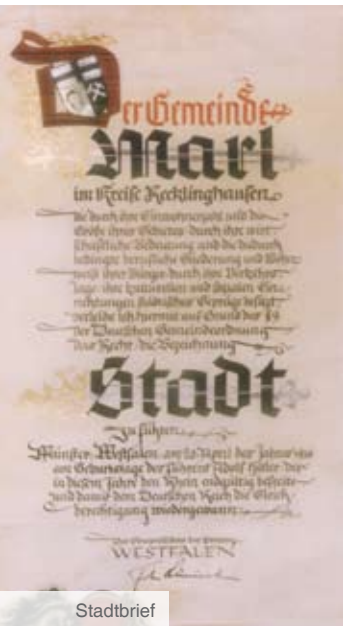 Der Gemeinde
Marl
im Kreise Recklinghausen
die durch ihre Einwohnerzahl und die
Größe ihres Gebietes durch ihre wirt
schaftliche Bedeutung und die dadurch
bedingte berufliche Gliederung und
ihrer Bürger durch ihre Verkehrs
lage ihre kulturellen und sozialen Ein
richtungen städtisches Gepräge besitzt
verleihe ich hiermit auf Grund des § 9
der Deutschen Gemeindeordnung
das Recht, die Bezeichnung
Stadt
zu führen
Münster, Westfalen, am 20. April des Jahres
am Geburtstage des Führers Adolf Hitler der
in diesem Jahre den Rhein endgültig befreite
und damit dem Deutschen Reich die Gleich
berechtigung wiedergewann
Der Oberpräsident der Provinz
WESTFALEN
Stadtbrief